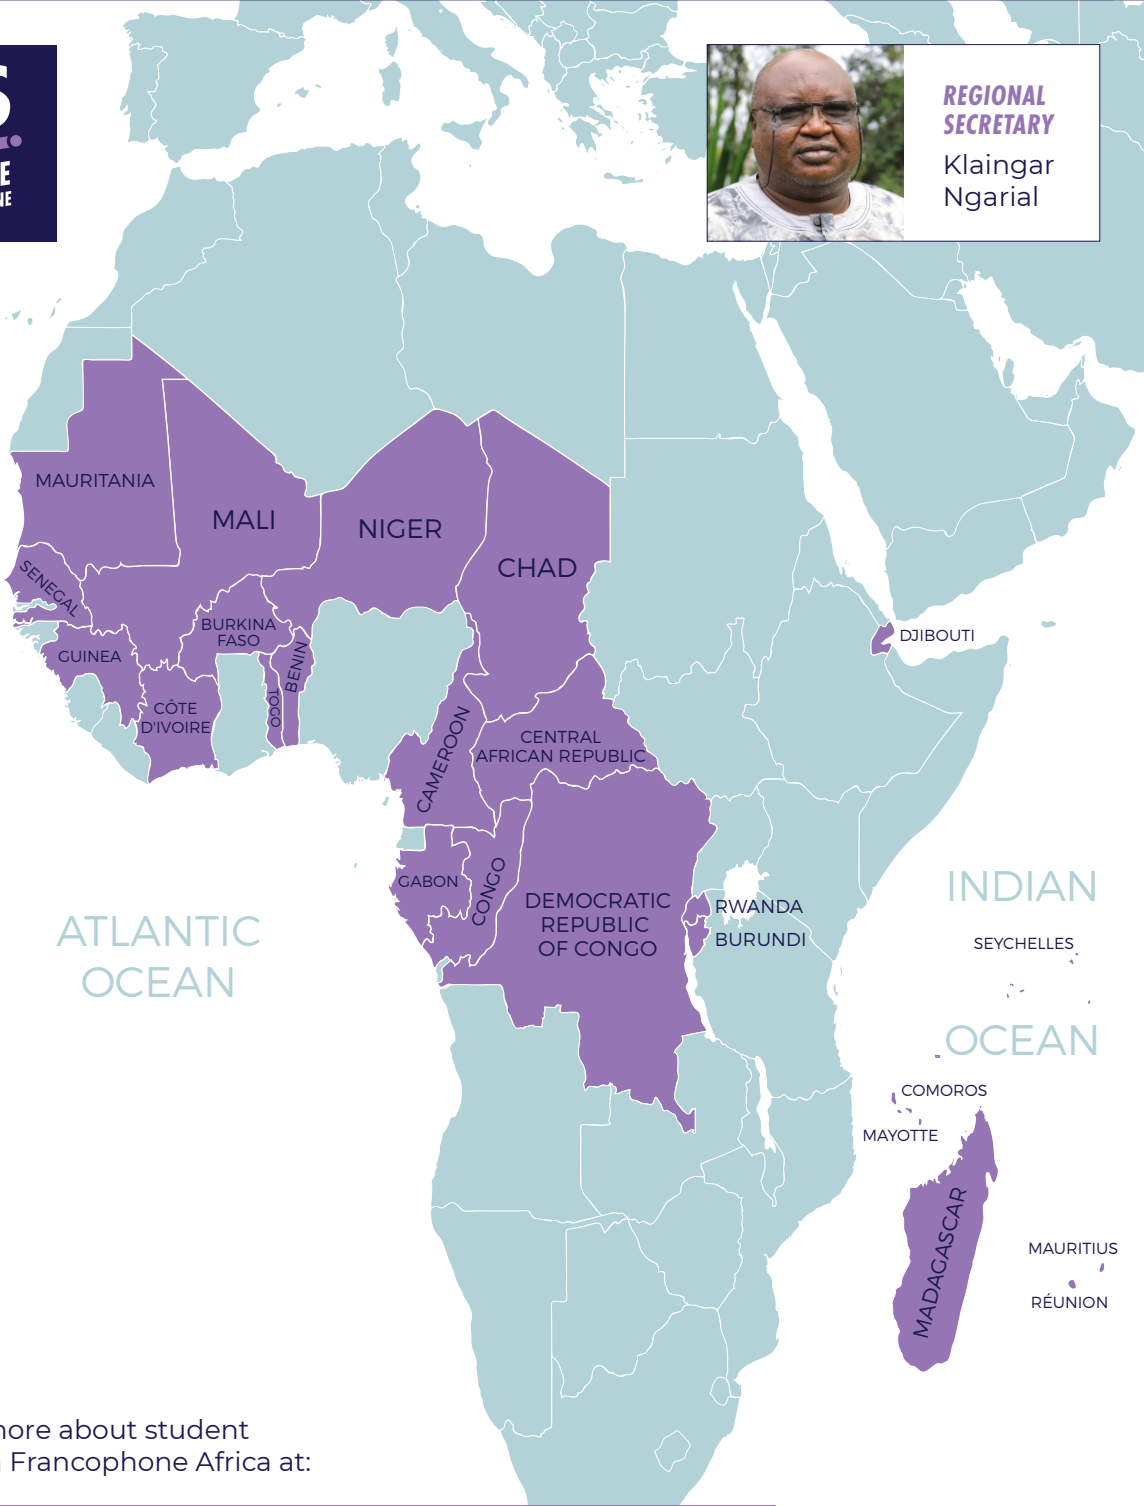 S
REGIONAL
SECRETARY
Klaingar
Ngarial
MAURITANIA
MALI
NIGER
CHAD
SENEGAL
BURKINA
FASO
DJIBOUTI
GUINEA
BENIN
TOGO
CÔTE
D'IVOIRE
CAMEROON
CENTRAL
AFRICAN REPUBLIC
GABON
CONGO
DEMOCRATIC
REPUBLIC
OF CONGO
RWANDA
BURUNDI
INDIAN
ATLANTIC
OCEAN
SEYCHELLES
OCEAN
COMOROS
MAYOTTE
MADAGASCAR
MAURITIUS
RÉUNION
more about student
Francophone Africa at: